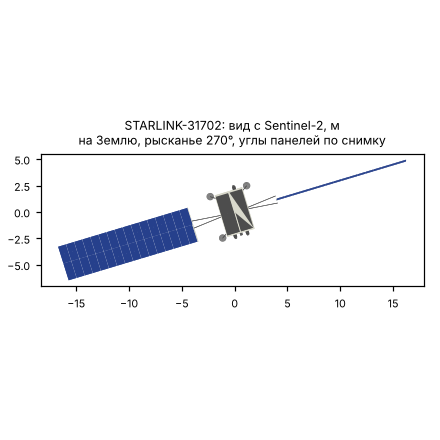 STARLINK-31702: вид с Sentinel-2, м
на Землю, рысканье 270°, углы панелей по снимку
5.0
2.5
0.0
−2.5
−5.0
−15 −10 −5 0 5 10 15